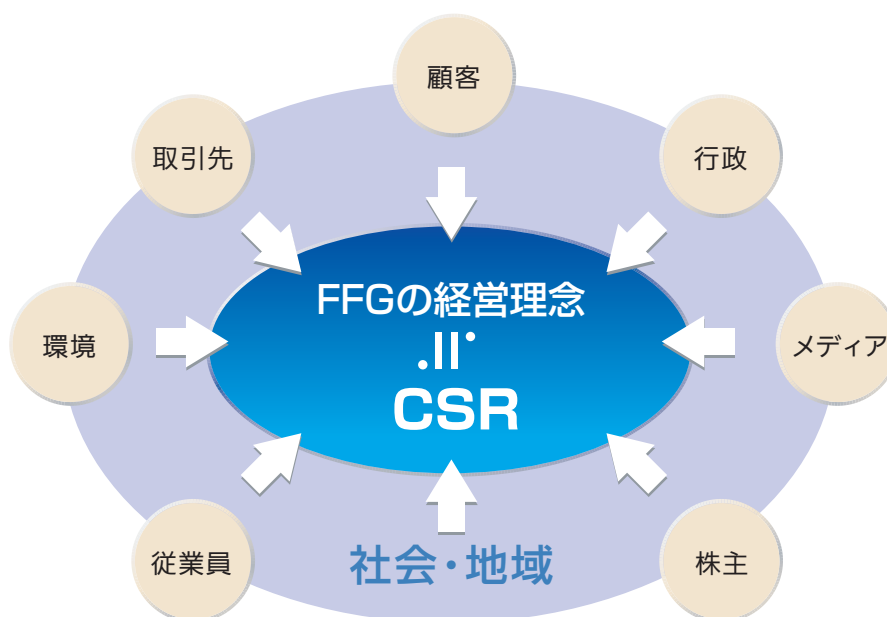 顧客
取引先
行政
FFGの経営理念
環境
メディア
CSR
従業員
社会・地域
株主